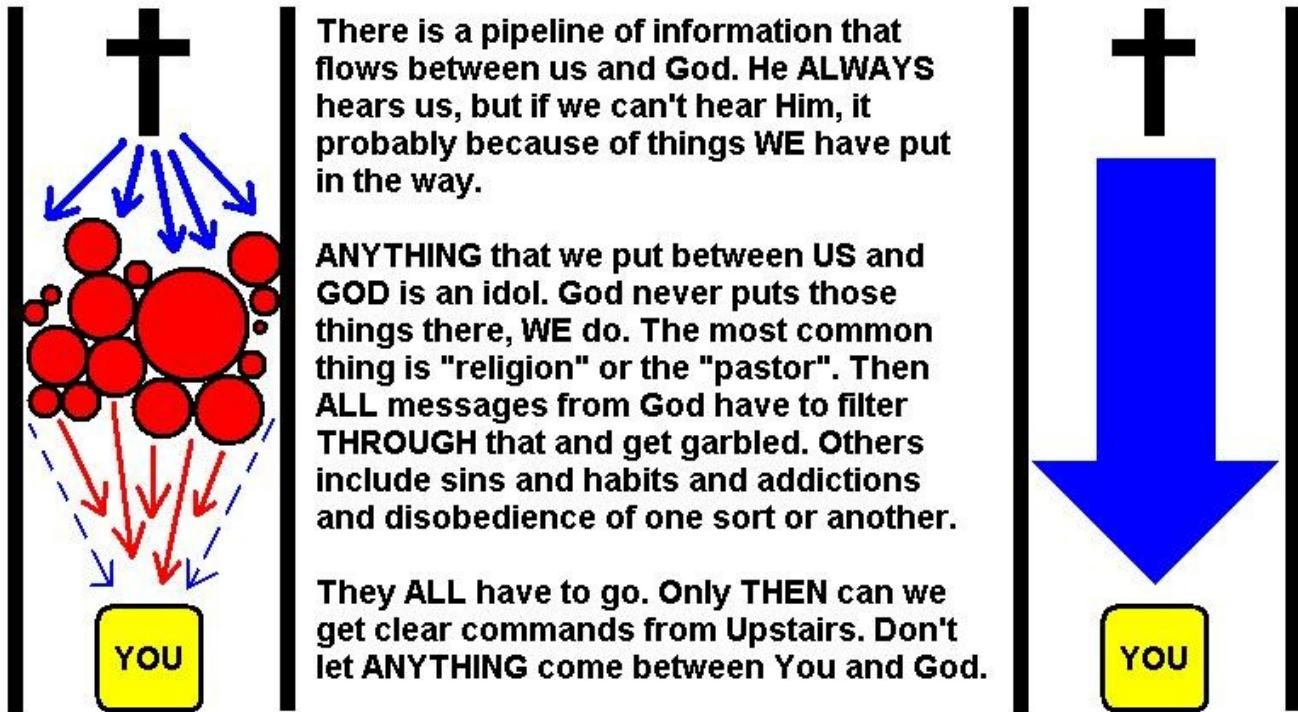 There is a pipeline of information that
flows between us and God. He ALWAYS
hears us, but if we can't hear Him, it
probably because of things WE have put
in the way.
ANYTHING that we put between US and
GOD is an idol. God never puts those
things there, WE do. The most common
thing is "religion" or the "pastor". Then
ALL messages from God have to filter
THROUGH that and get garbled. Others
include sins and habits and addictions
and disobedience of one sort or another.
They ALL have to go. Only THEN can we
get clear commands from Upstairs. Don't
let ANYTHING come between You and God.
YOU
YOU